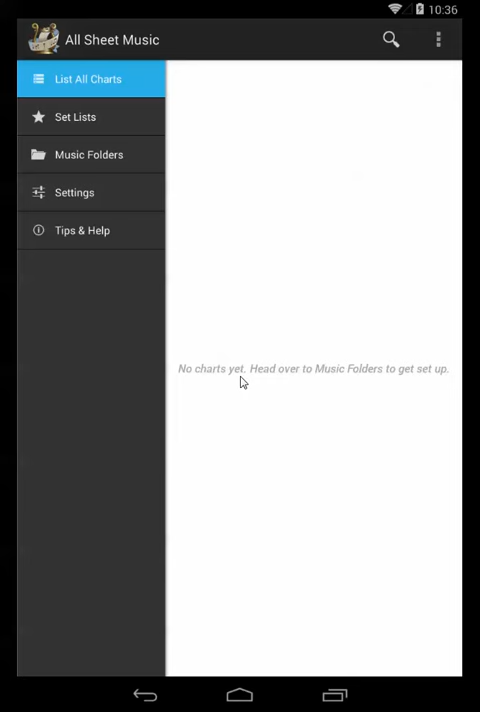 10:36
All Sheet Music
List All Charts
Set Lists
Music Folders
Settings
Tips & Help
No charts yet. Head over to Music Folders to get set up.